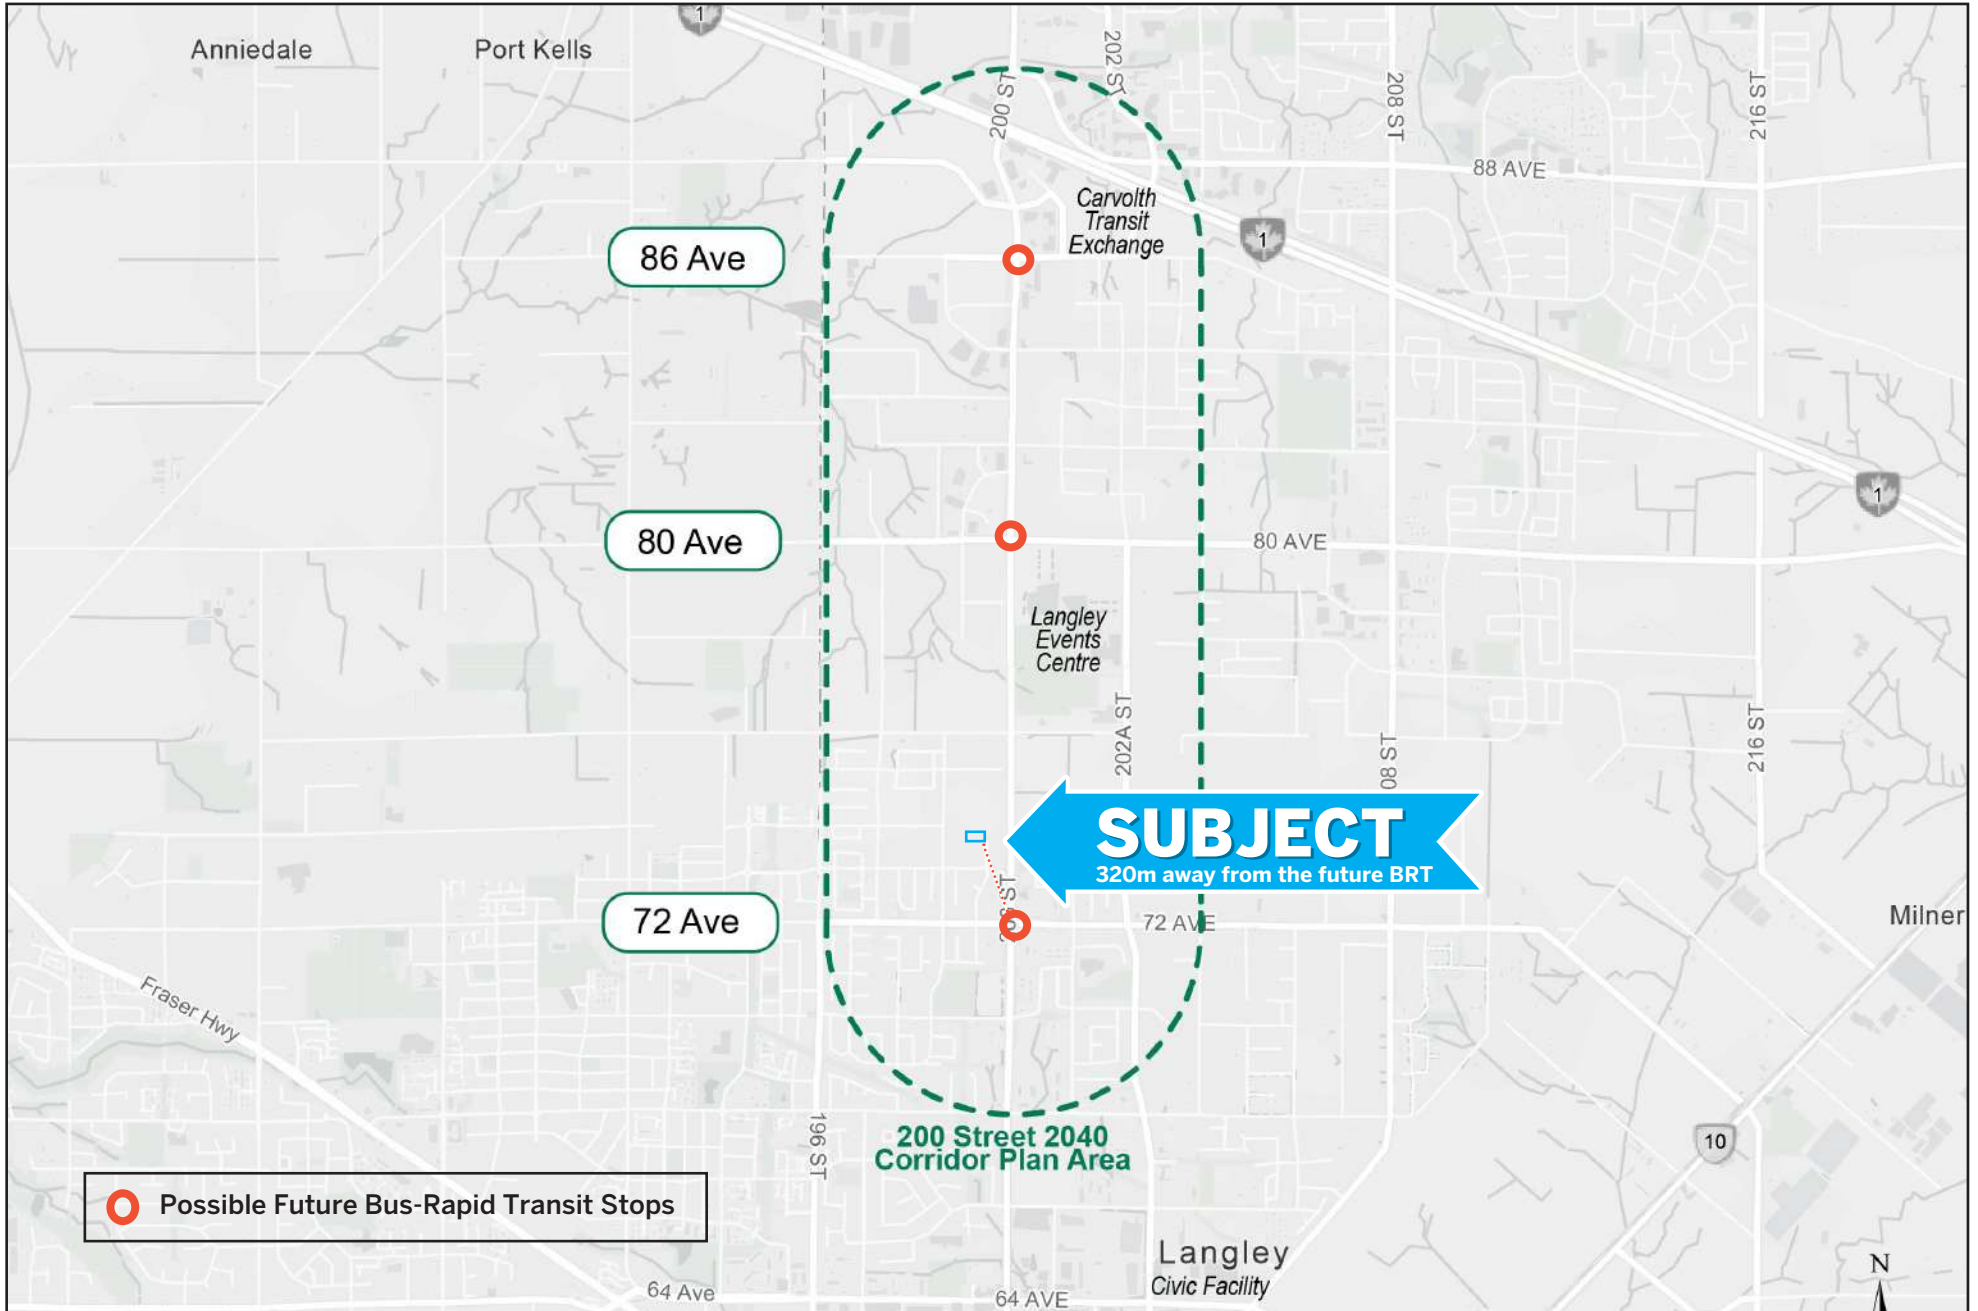 1
Anniedale
Port Kells
202 ST
200 ST
208 ST
216 ST
88 AVE
Carvolth
Transit
Exchange
1
86 Ave
1
80 Ave
80 AVE
Langley
Events
Centre
202A ST
216 ST
08 ST
SUBJECT
320m away from the future BRT
ST
72 Ave
72 AVE
Milner
Fraser Hwy
196 ST
200 Street 2040
Corridor Plan Area
10
Possible Future Bus-Rapid Transit Stops
Langley
Civic Facility
N
64 Ave
64 AVE